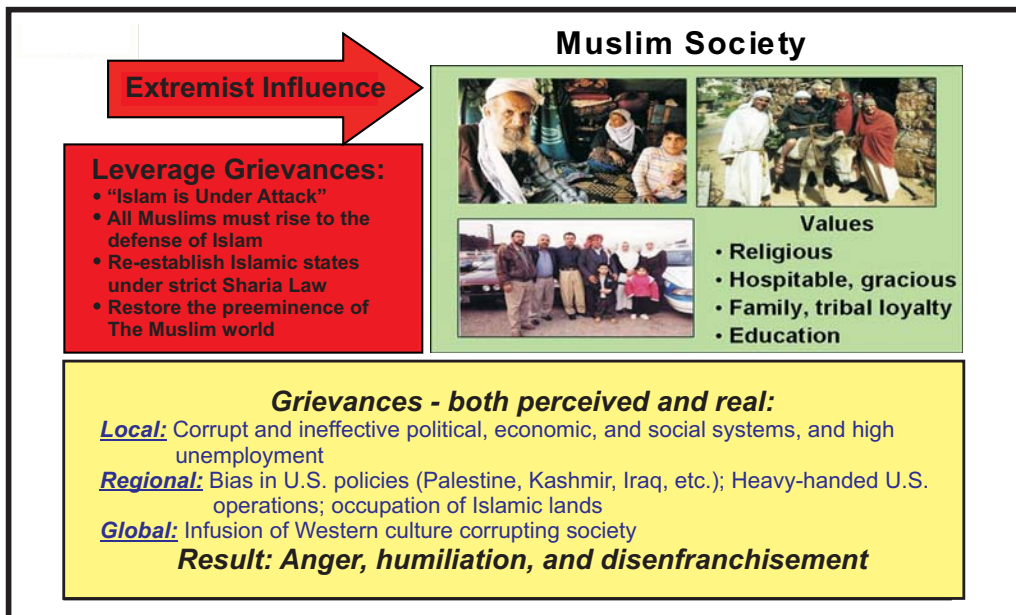 Muslim Society
Extremist Influence
Leverage Grievances:
• “Islam is Under Attack”
• All Muslims must rise to the
defense of Islam
• Re-establish Islamic states
under strict Sharia Law
• Restore the preeminence of
The Muslim world
Values
• Religious
• Hospitable, gracious
• Family, tribal loyalty
• Education
Grievances - both perceived and real:
Local: Corrupt and ineffective political, economic, and social systems, and high
unemployment
Regional: Bias in U.S. policies (Palestine, Kashmir, Iraq, etc.); Heavy-handed U.S.
operations; occupation of Islamic lands
Global: Infusion of Western culture corrupting society
Result: Anger, humiliation, and disenfranchisement